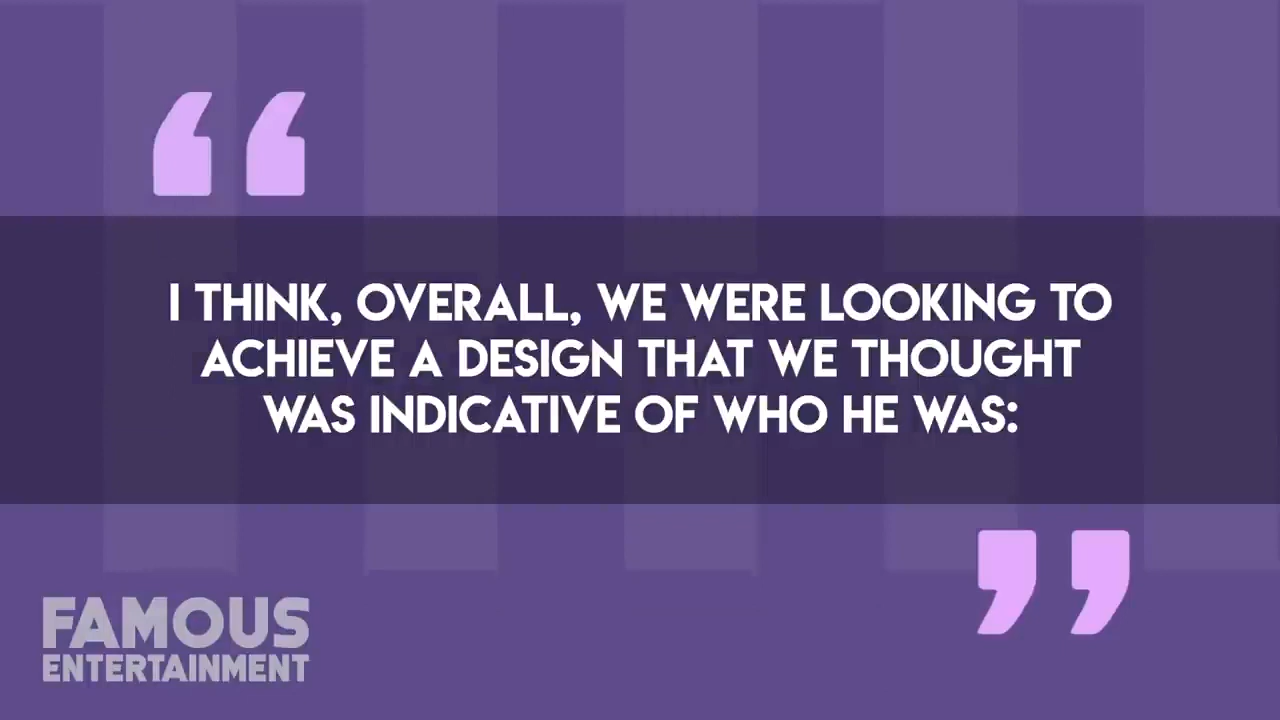 I THINK, OVERALL, WE WERE LOOKING TO
ACHIEVE A DESIGN THAT WE THOUGHT
WAS INDICATIVE OF WHO HE WAS:
FAMOUS
ENTERTAINMENT